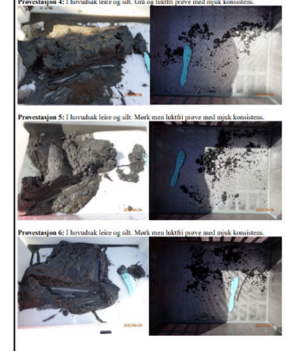 Prøvestasjon 4: I hovudsak leire og silt. Grå og luktfri prøve med mjuk konsistens.
Prøvestasjon 5: I hovudsak leire og silt. Mørk men luktfri prøve med mjuk konsistens.
Prøvestasjon 6: I hovudsak leire og silt. Mørk men luktfri prøve med mjuk konsistens.